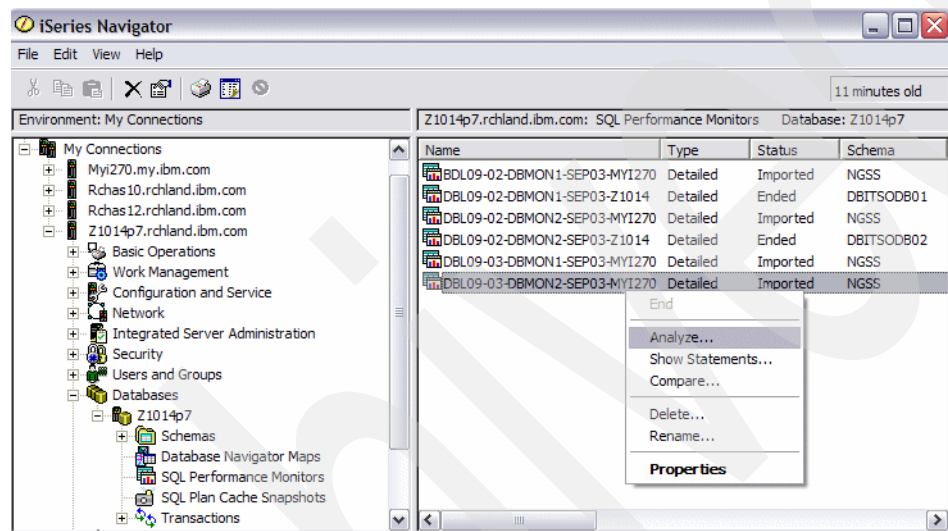 iSeries Navigator
File Edit View Help
11 minutes old
Environment: My Connections
Z1014p7.rchland.ibm.com: SQL Performance Monitors Database: Z1014p7
My Connections
Myi270.my.ibm.com
Rchas10.rchland.ibm.com
Rchas12.rchland.ibm.com
Z1014p7.rchland.ibm.com
Basic Operations
Work Management
Configuration and Service
Network
Integrated Server Administration
Security
Users and Groups
Databases
Z1014p7
Schemas
Database Navigator Maps
SQL Performance Monitors
SQL Plan Cache Snapshots
Transactions
Name Type Status Schema
BDL09-02-DBMON1-SEP03-MYI270 Detailed Imported NGSS
DBL09-02-DBMON1-SEP03-Z1014 Detailed Ended DBITSODB01
DBL09-02-DBMON2-SEP03-MYI270 Detailed Imported NGSS
DBL09-02-DBMON2-SEP03-Z1014 Detailed Ended DBITSODB02
DBL09-03-DBMON1-SEP03-MYI270 Detailed Imported NGSS
DBL09-03-DBMON2-SEP03-MYI270 Detailed Imported NGSS
End
Analyze...
Show Statements...
Compare...
Delete...
Rename...
Properties